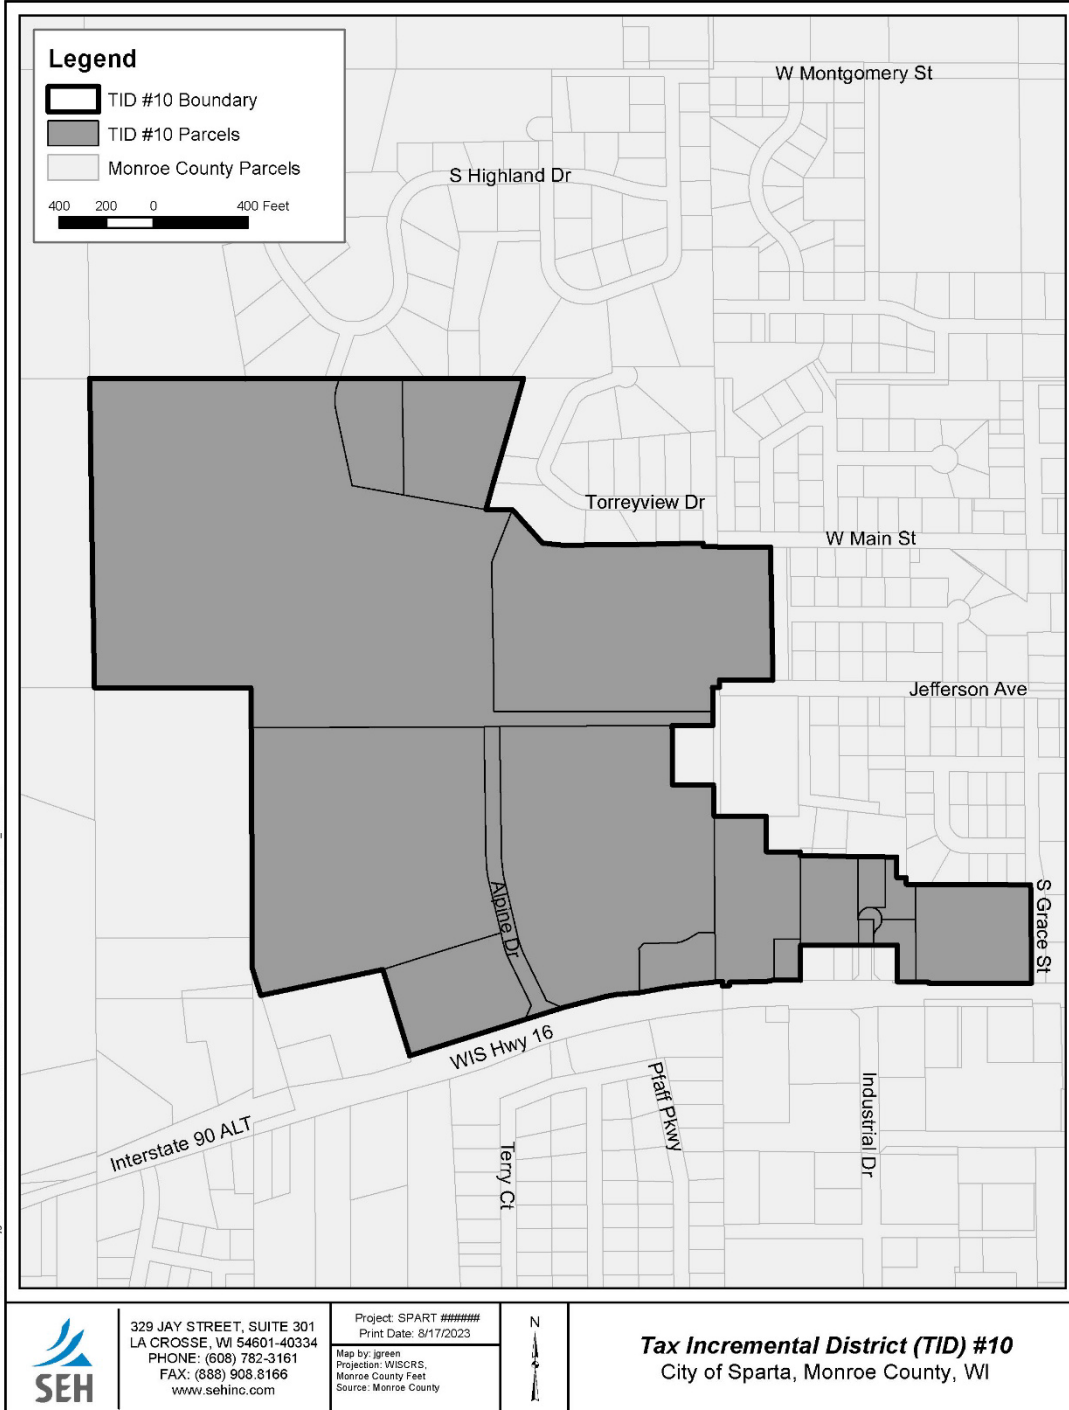 Legend
TID #10 Boundary
TID #10 Parcels
Monroe County Parcels
400 200 0 400 Feet
W Montgomery St
S Highland Dr
Torreyview Dr
W Main St
Jefferson Ave
Alpine Dr
S Grace St
WIS Hwy 16
Interstate 90 ALT
Terry Ct
Pfaff Pkwy
Industrial Dr
SEH
329 JAY STREET, SUITE 301
LA CROSSE, WI 54601-40334
PHONE: (608) 782-3161
FAX: (888) 908.8166
www.sehinc.com
Project: SPART ######
Print Date: 8/17/2023
Map by: jgreen
Projection: WISCRS,
Monroe County Feet
Source: Monroe County
N
Tax Incremental District (TID) #10
City of Sparta, Monroe County, WI